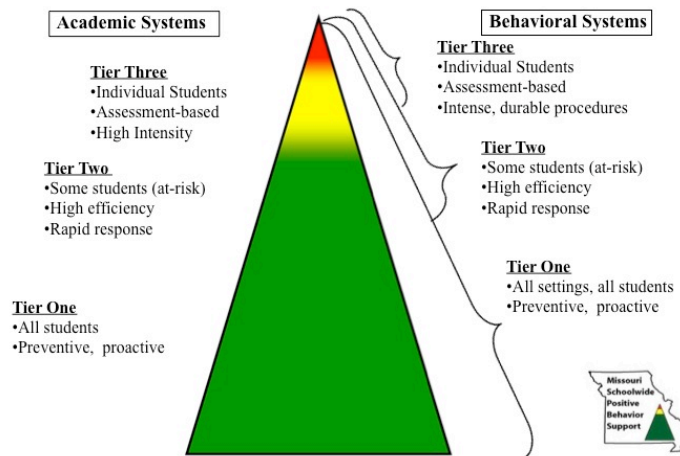 Academic Systems
Tier Three
•Individual Students
•Assessment-based
•High Intensity
Tier Two
•Some students (at-risk)
•High efficiency
•Rapid response
Tier One
•All students
•Preventive, proactive
Behavioral Systems
Tier Three
•Individual Students
•Assessment-based
•Intense, durable procedures
Tier Two
•Some students (at-risk)
•High efficiency
•Rapid response
Tier One
•All settings, all students
•Preventive, proactive
Missouri
Schoolwide
Positive
Behavior
Support